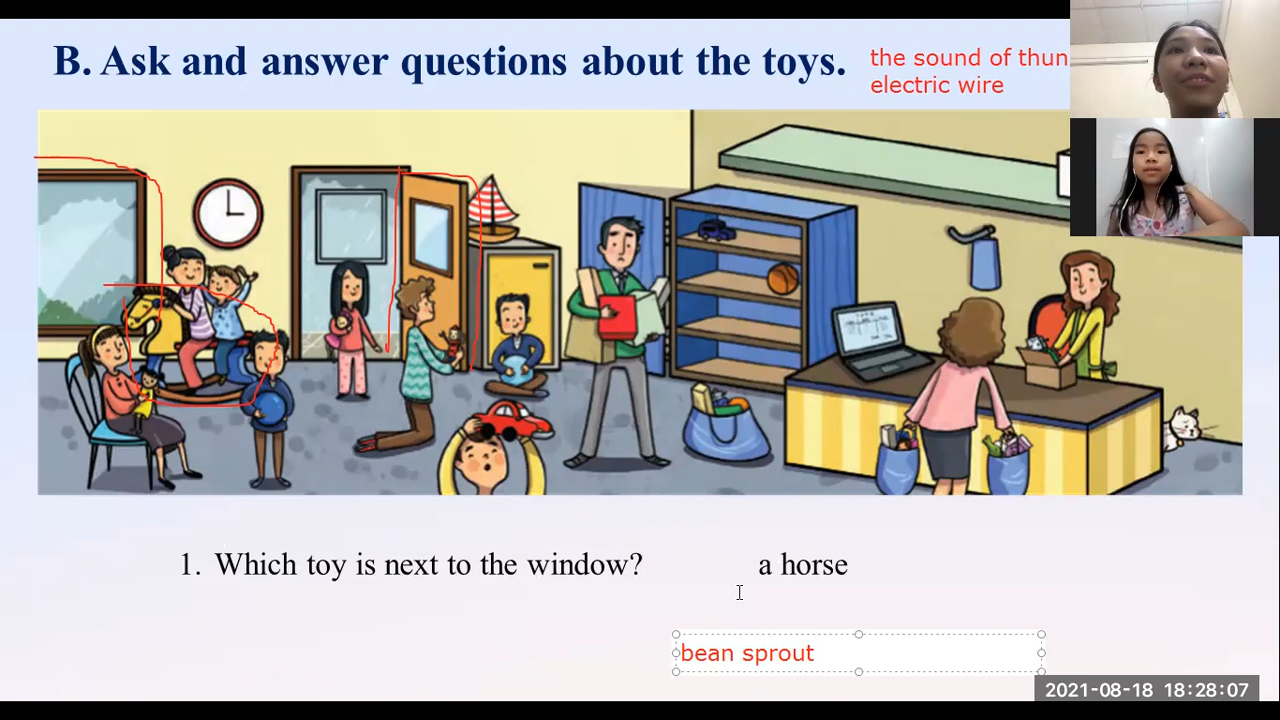 B. Ask and answer questions about the toys.
the sound of thun
electric wire
1. Which toy is next to the window?
a horse
bean sprout
2021-08-18 18:28:07